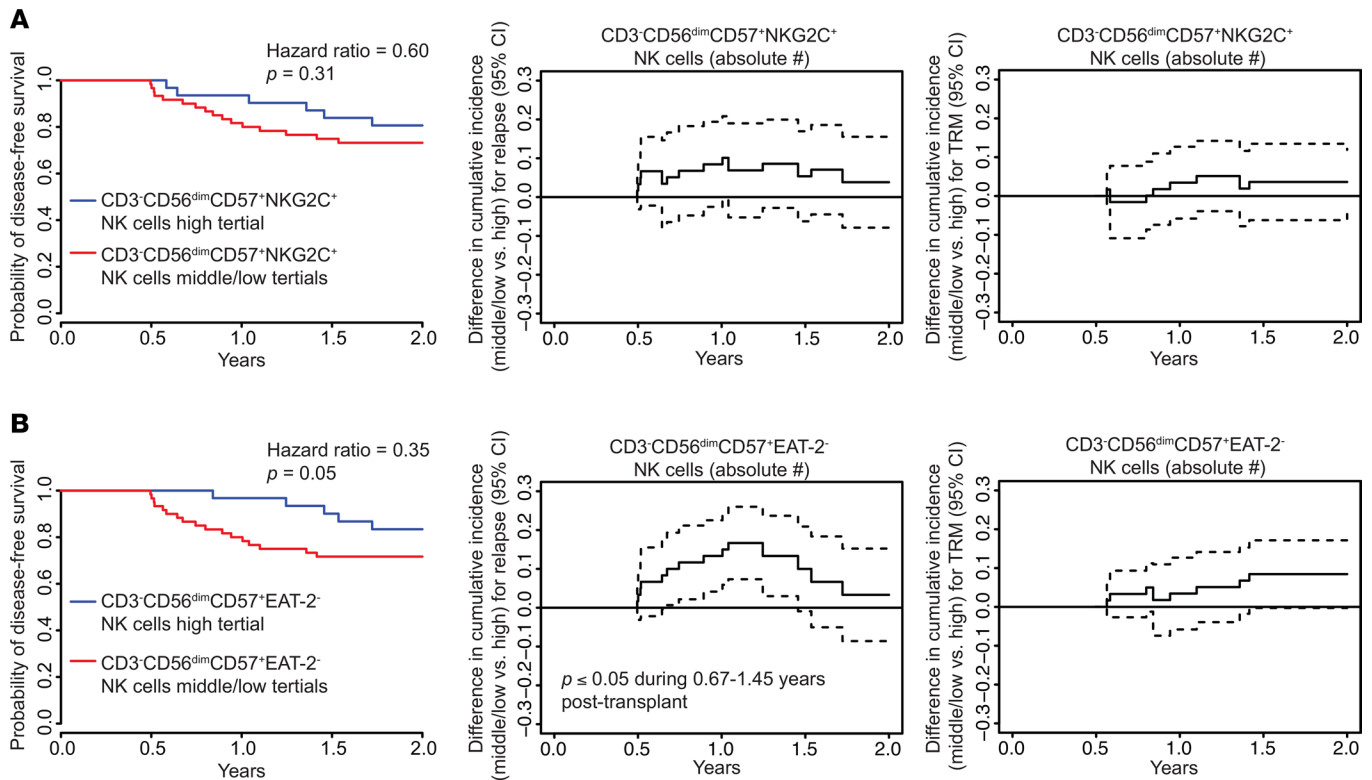 A
Probability of disease-free survival
Hazard ratio = 0.60
p = 0.31
1.0
0.8
0.6
0.4
0.2
0.0
CD3-CD56dimCD57+NKG2C+
NK cells high tertial
CD3-CD56dimCD57+NKG2C+
NK cells middle/low tertials
0.0 0.5 1.0 1.5 2.0
Years
CD3-CD56dimCD57+NKG2C+
NK cells (absolute #)
Difference in cumulative incidence
(middle/low vs. high) for relapse (95% CI)
0.3
0.2
0.1
0.0
−0.1
−0.2
−0.3
0.0 0.5 1.0 1.5 2.0
Years
CD3-CD56dimCD57+NKG2C+
NK cells (absolute #)
Difference in cumulative incidence
(middle/low vs. high) for TRM (95% CI)
0.3
0.2
0.1
0.0
−0.1
−0.2
−0.3
0.0 0.5 1.0 1.5 2.0
Years
B
Probability of disease-free survival
Hazard ratio = 0.35
p = 0.05
1.0
0.8
0.6
0.4
0.2
0.0
CD3-CD56dimCD57+EAT-2-
NK cells high tertial
CD3-CD56dimCD57+EAT-2-
NK cells middle/low tertials
0.0 0.5 1.0 1.5 2.0
Years
CD3-CD56dimCD57+EAT-2-
NK cells (absolute #)
Difference in cumulative incidence
(middle/low vs. high) for relapse (95% CI)
0.3
0.2
0.1
0.0
−0.1
−0.2
−0.3
p ≤ 0.05 during 0.67-1.45 years
post-transplant
0.0 0.5 1.0 1.5 2.0
Years
CD3-CD56dimCD57+EAT-2-
NK cells (absolute #)
Difference in cumulative incidence
(middle/low vs. high) for TRM (95% CI)
0.3
0.2
0.1
0.0
−0.1
−0.2
−0.3
0.0 0.5 1.0 1.5 2.0
Years